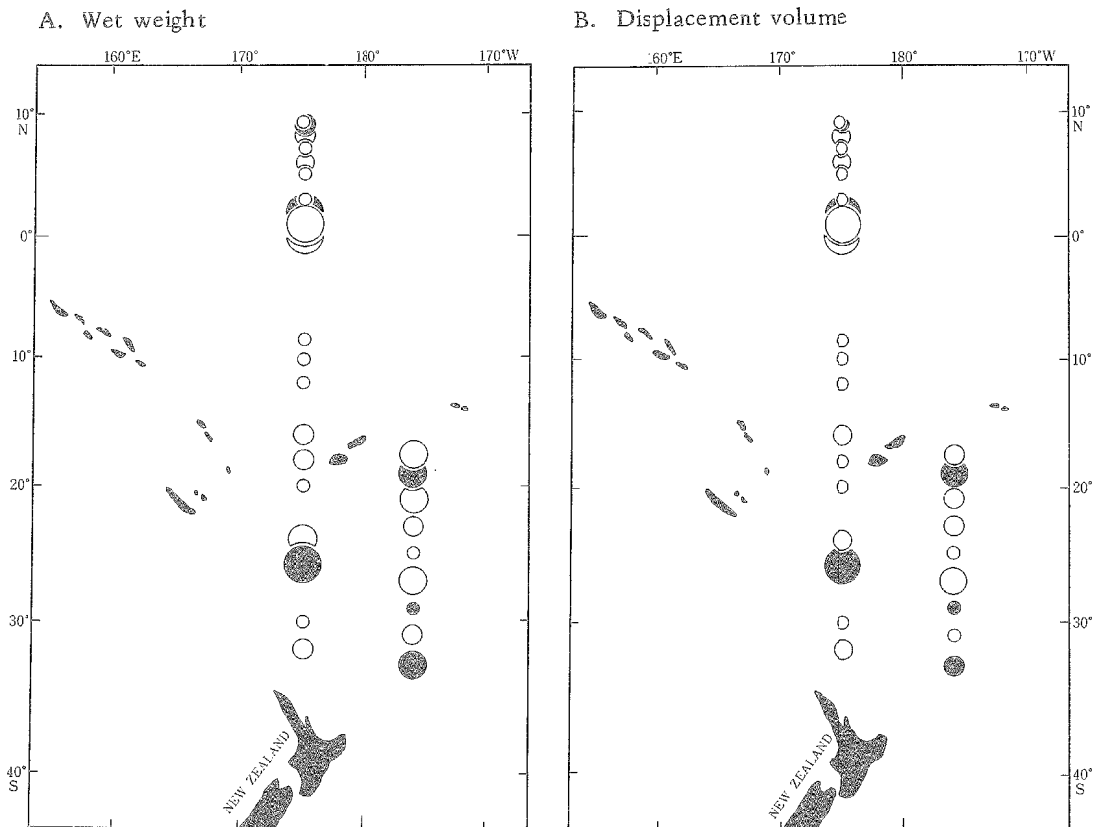 A. Wet weight
B. Displacement volume
160°E 170° 180° 170°W
160°E 170° 180° 170°W
10°
N
0°
10°
20°
30°
40°
S
NEW ZEALAND
10°
N
0°
10°
20°
30°
40°
S
NEW ZEALAND